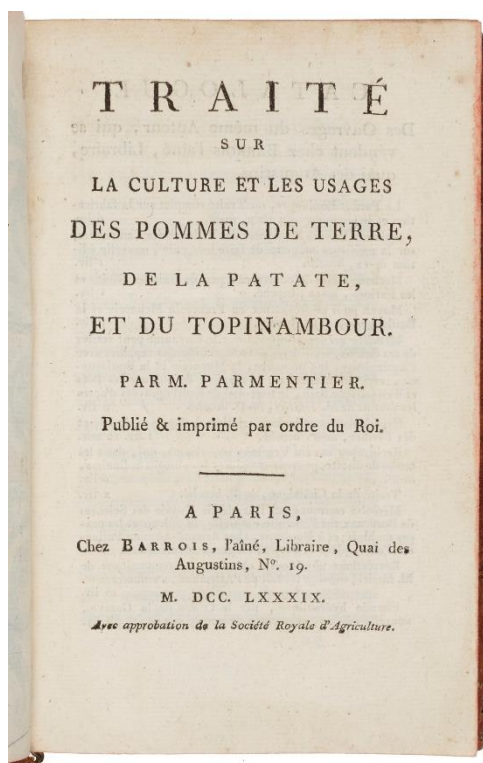 TRAITÉ
SUR
LA CULTURE ET LES USAGES
DES POMMES DE TERRE,
DE LA PATATE,
ET DU TOPINAMBOUR.
PAR M. PARMENTIER.
Publié & imprimé par ordre du Roi.
A PARIS,
Chez BARROIS, l'aîné, Libraire, Quai des
Augustins, Nº. 19.
M. DCC. LXXXIX.
Avec approbation de la Société Royale d'Agriculture.